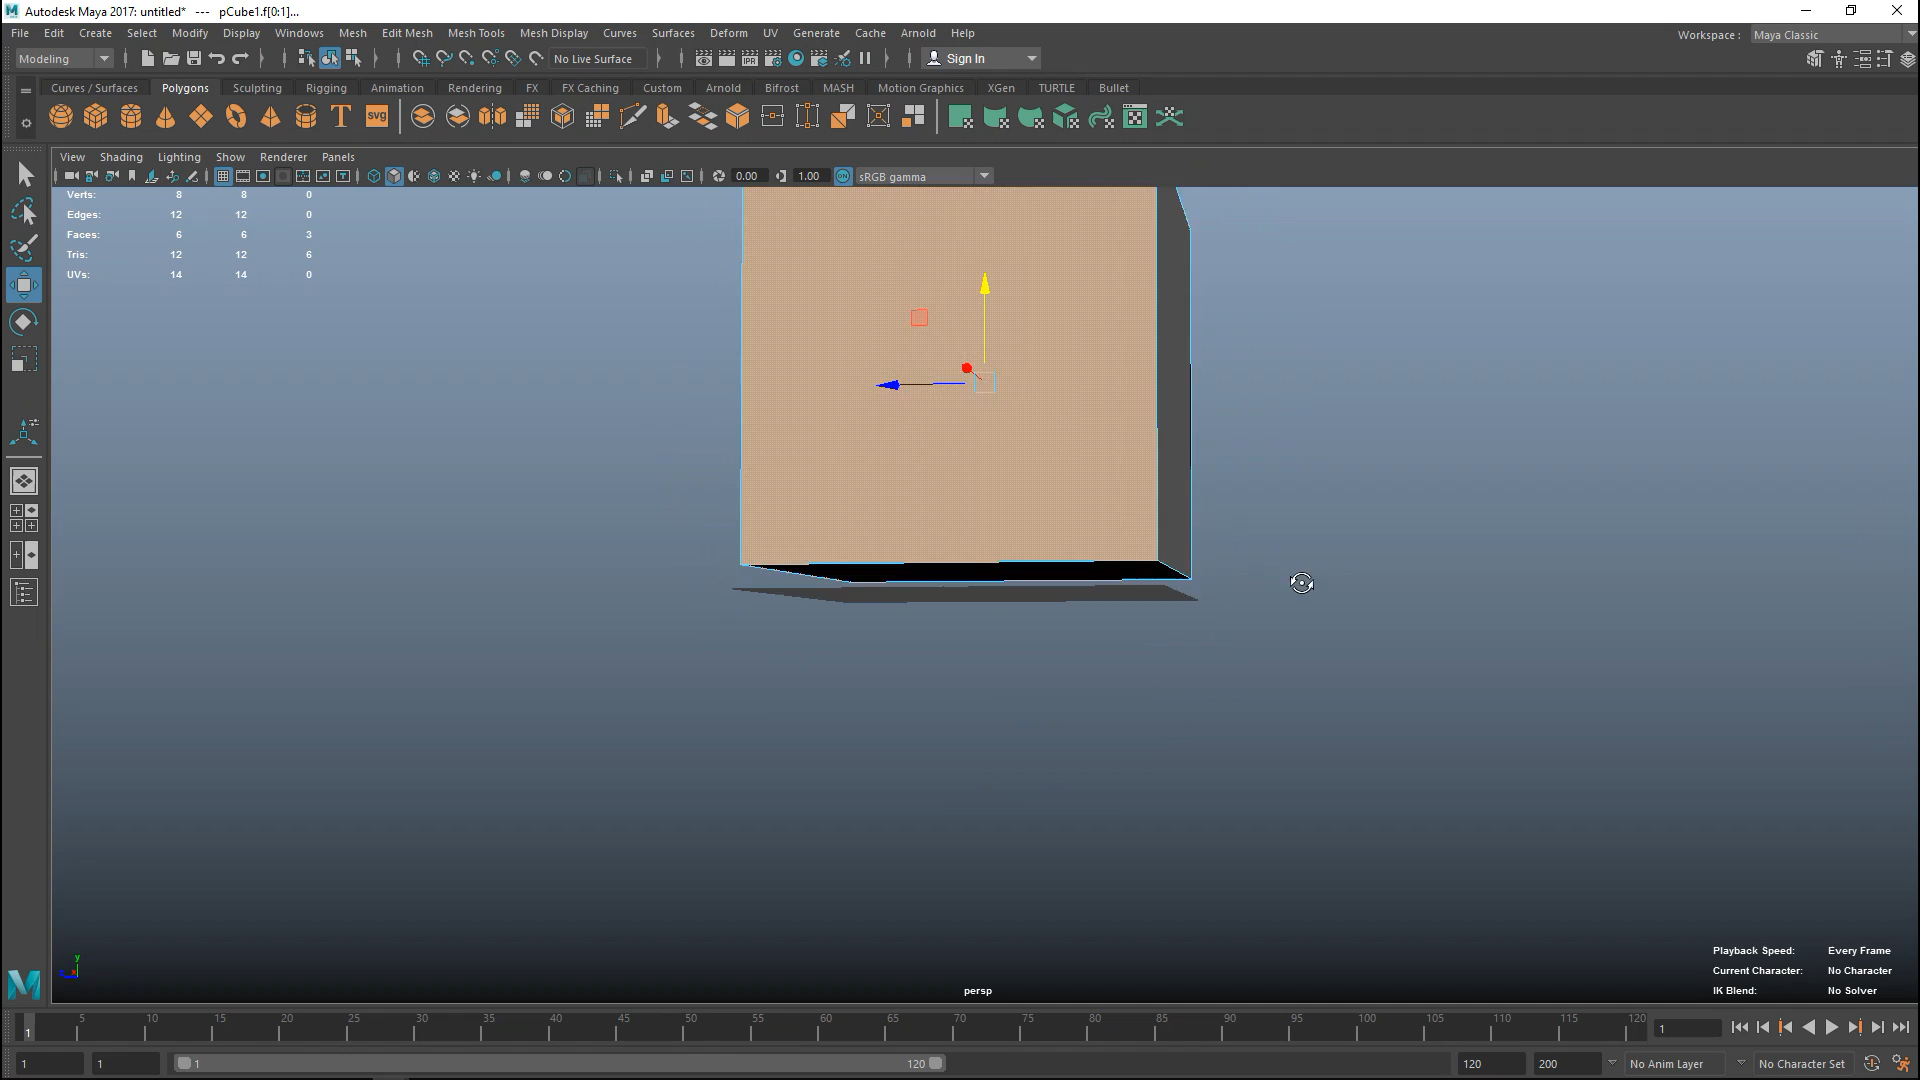 Autodesk Maya 2017: untitled* --- pCube1.f[0:1]...
File Edit Create Select Modify Display Windows Mesh Edit Mesh Mesh Tools Mesh Display Curves Surfaces Deform UV Generate Cache Arnold Help Workspace : Maya Classic
Modeling No Live Surface IPR Sign In
Curves / Surfaces Polygons Sculpting Rigging Animation Rendering FX FX Caching Custom Arnold Bifrost MASH Motion Graphics XGen TURTLE Bullet
T svg
View Shading Lighting Show Renderer Panels
0.00 1.00 ON sRGB gamma
Verts: 8 8 0
Edges: 12 12 0
Faces: 6 6 3
Tris: 12 12 6
UVs: 14 14 0
Playback Speed: Every Frame
Current Character: No Character
IK Blend: No Solver
y
z x
persp
5 10 15 20 25 30 35 40 45 50 55 60 65 70 75 80 85 90 95 100 105 110 115 120
1 1
1 1 1 120 120 200 No Anim Layer No Character Set